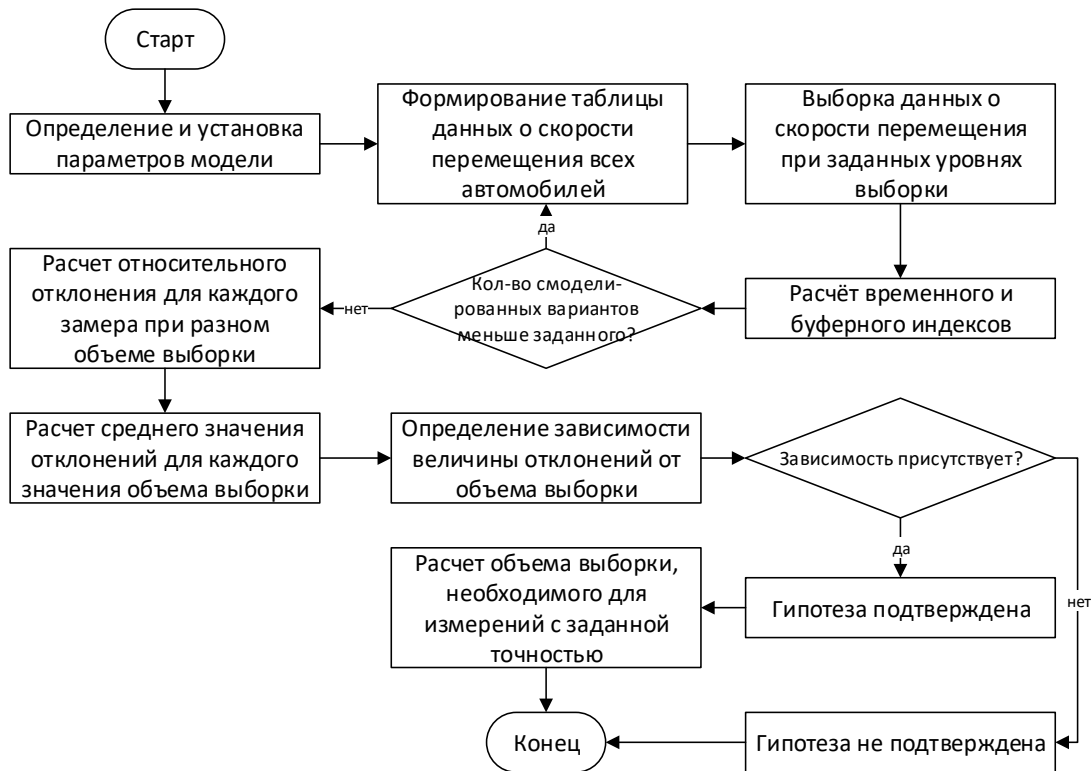 Старт
Определение и установка
параметров модели
Формирование таблицы
данных о скорости
перемещения всех
автомобилей
Выборка данных о
скорости перемещения
при заданных уровнях
выборки
да
Расчет относительного
отклонения для каждого
замера при разном
объеме выборки
нет
Кол-во смодели-
рованных вариантов
меньше заданного?
Расчёт временного и
буферного индексов
Расчет среднего значения
отклонений для каждого
значения объема выборки
Определение зависимости
величины отклонений от
объема выборки
Зависимость присутствует?
да
нет
Расчет объема выборки,
необходимого для
измерений с заданной
точностью
Гипотеза подтверждена
Конец
Гипотеза не подтверждена